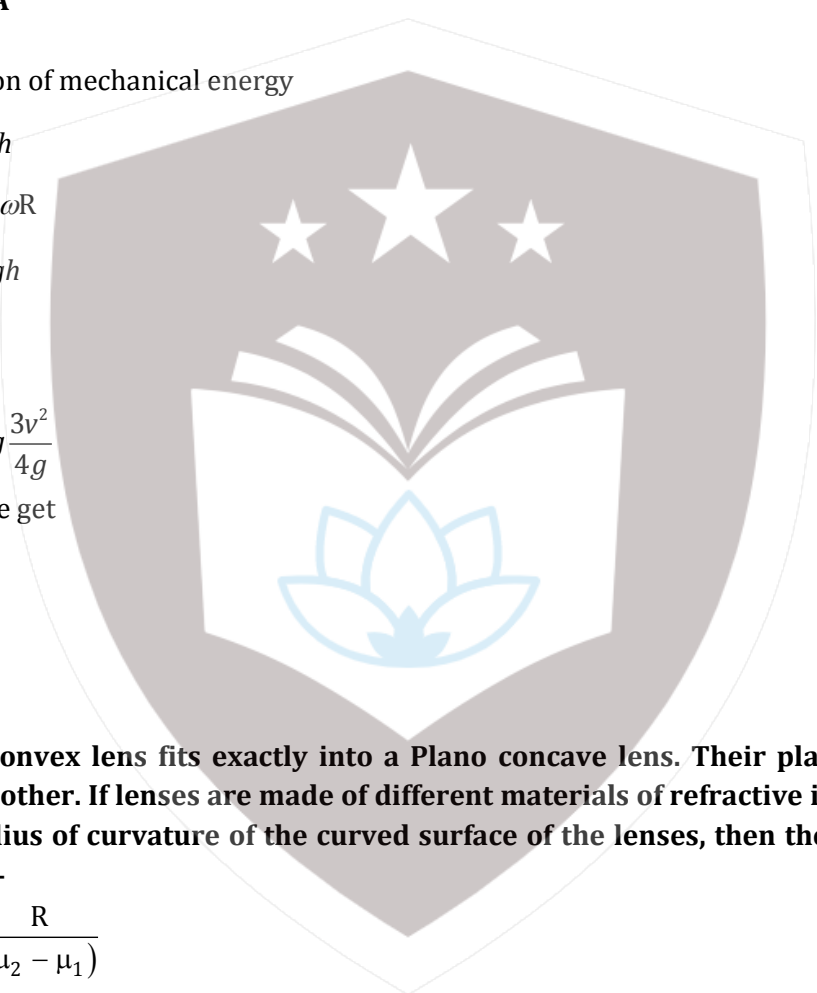 A
on of mechanical energy
h
ωR
gh
3v²
4g
e get
onvex lens fits exactly into a Plano concave lens. Their pla
other. If lenses are made of different materials of refractive i
dius of curvature of the curved surface of the lenses, then the
-
R
μ₂ − μ₁)